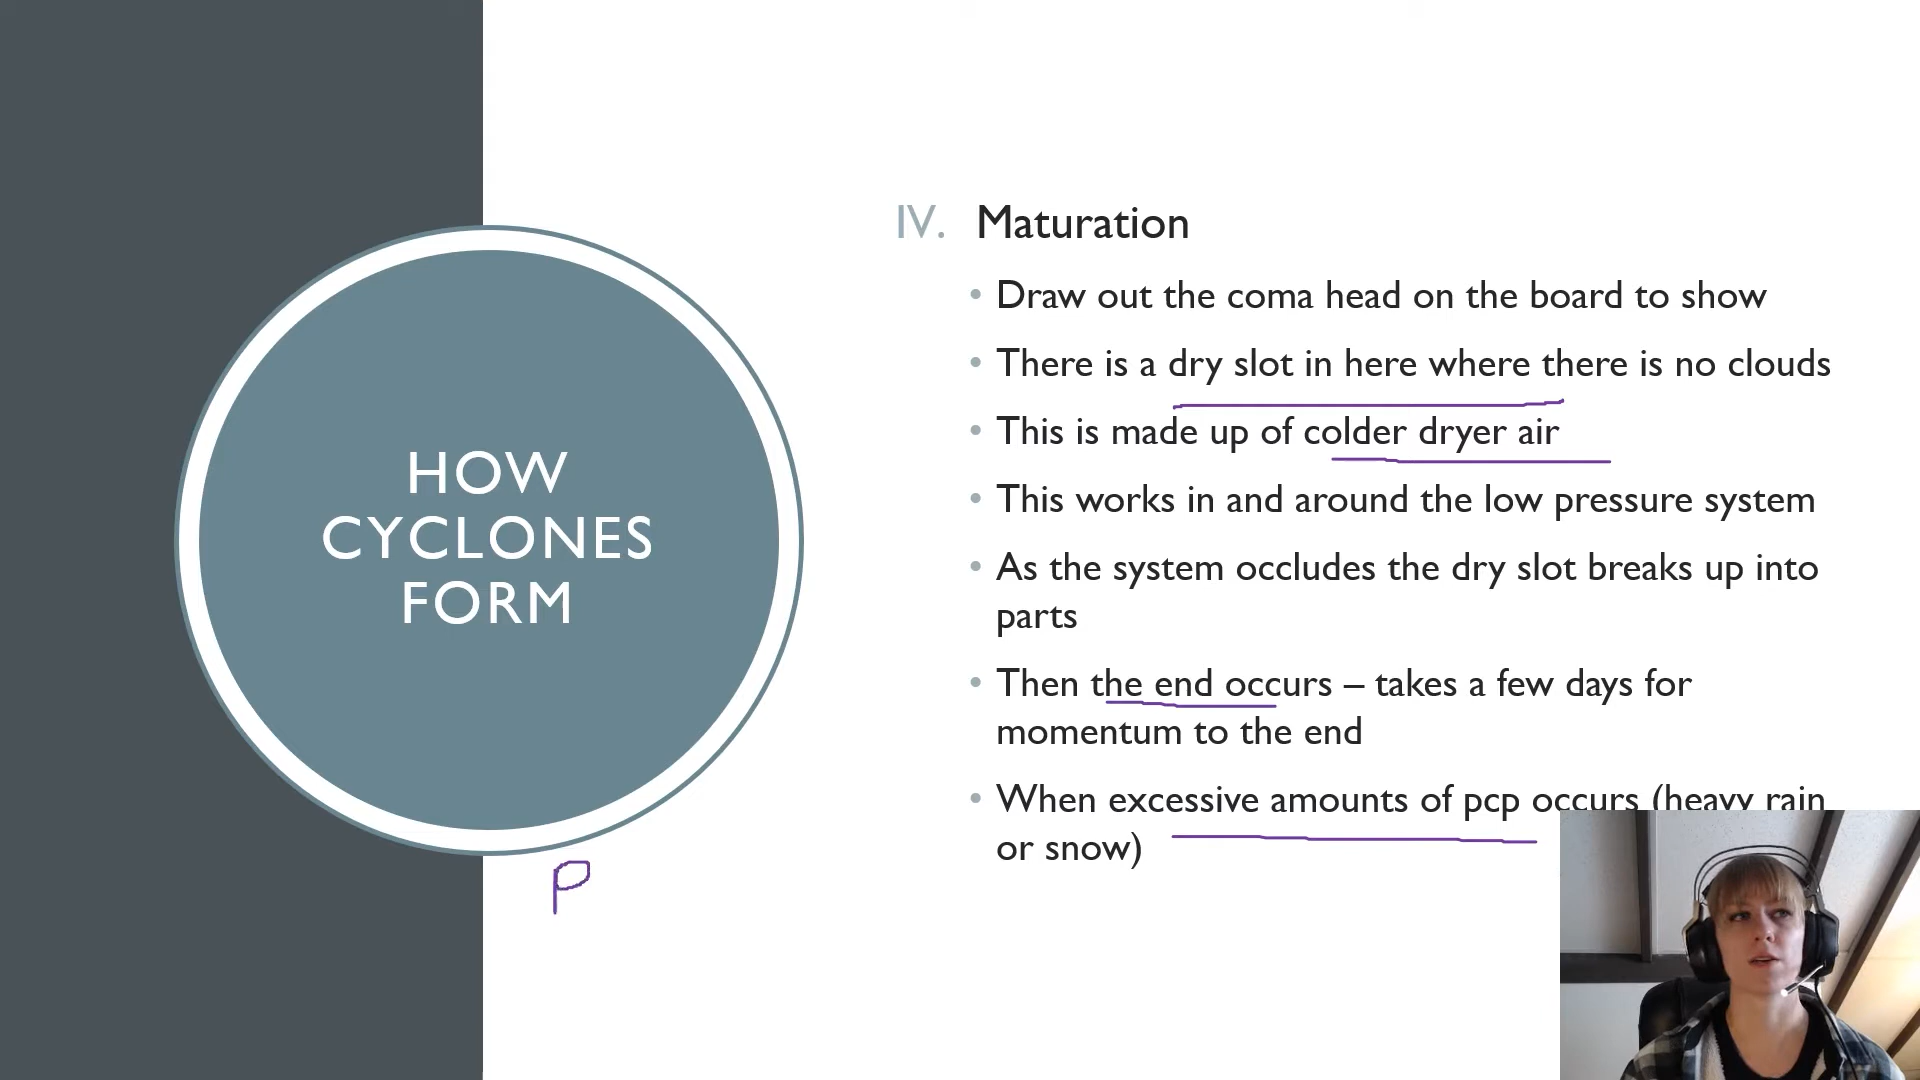 HOW
CYCLONES
FORM
IV. Maturation
• Draw out the coma head on the board to show
• There is a dry slot in here where there is no clouds
• This is made up of colder dryer air
• This works in and around the low pressure system
• As the system occludes the dry slot breaks up into
parts
• Then the end occurs – takes a few days for
momentum to the end
• When excessive amounts of pcp occurs (heavy rain
or snow)
P